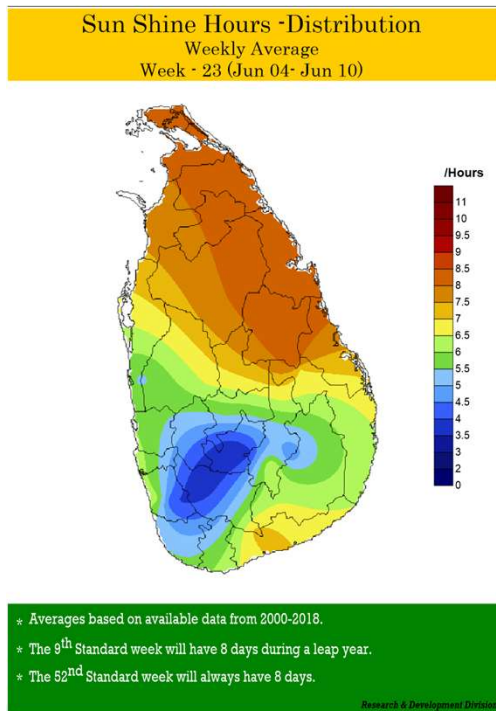 Sun Shine Hours -Distribution
Weekly Average
Week - 23 (Jun 04- Jun 10)
/Hours
11
10
9.5
9
8.5
8
7.5
7
6.5
6
5.5
5
4.5
4
3.5
3
2
0
* Averages based on available data from 2000-2018.
* The 9th Standard week will have 8 days during a leap year.
* The 52nd Standard week will always have 8 days.
Research & Development Division